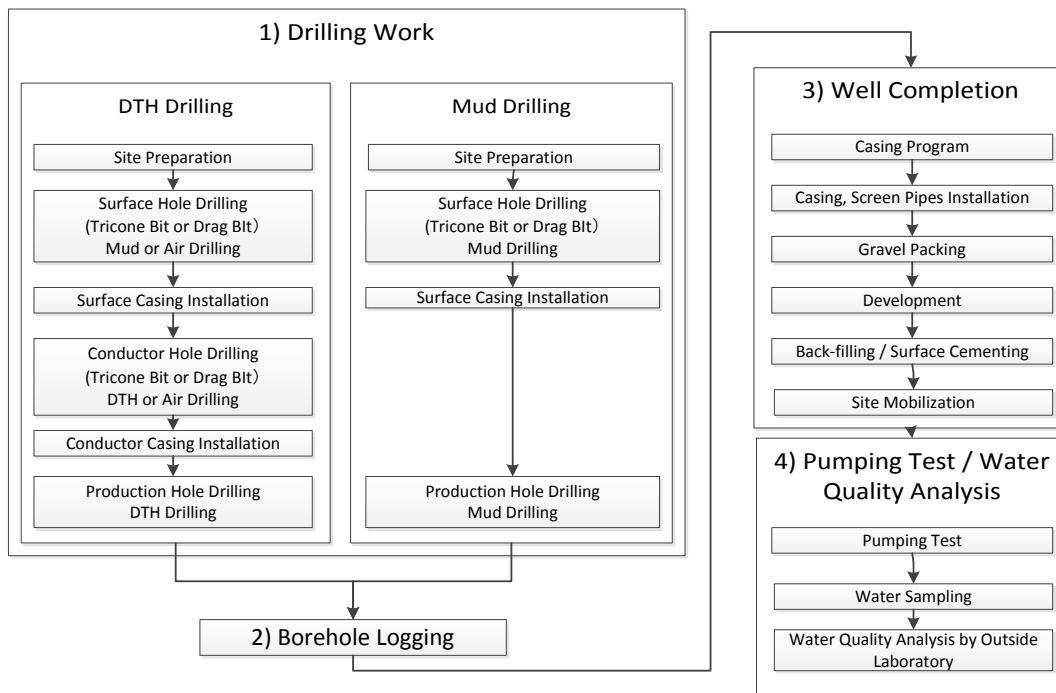 1) Drilling Work
DTH Drilling
Site Preparation
Surface Hole Drilling
(Tricone Bit or Drag BIt)
Mud or Air Drilling
Surface Casing Installation
Conductor Hole Drilling
(Tricone Bit or Drag BIt)
DTH or Air Drilling
Conductor Casing Installation
Production Hole Drilling
DTH Drilling
Mud Drilling
Site Preparation
Surface Hole Drilling
(Tricone Bit or Drag BIt)
Mud Drilling
Surface Casing Installation
Production Hole Drilling
Mud Drilling
2) Borehole Logging
3) Well Completion
Casing Program
Casing, Screen Pipes Installation
Gravel Packing
Development
Back-filling / Surface Cementing
Site Mobilization
4) Pumping Test / Water
Quality Analysis
Pumping Test
Water Sampling
Water Quality Analysis by Outside
Laboratory